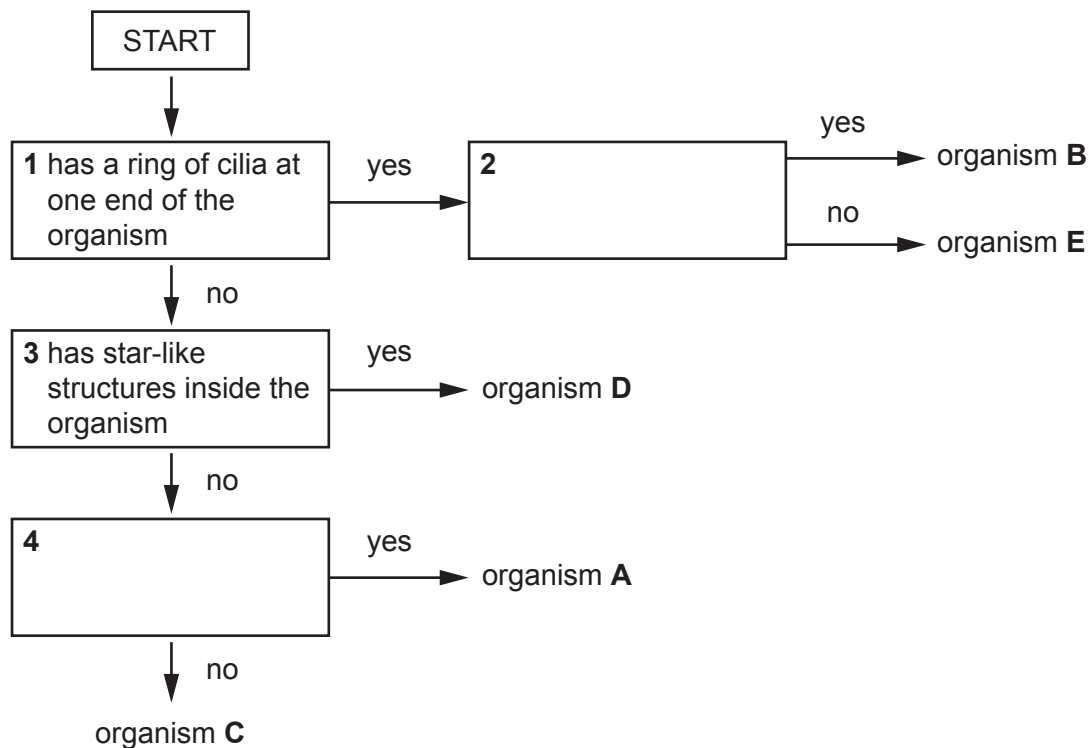 START
1 has a ring of cilia at
one end of the
organism
yes
2
yes
organism B
no
organism E
no
3 has star-like
structures inside the
organism
yes
organism D
no
4
yes
organism A
no
organism C